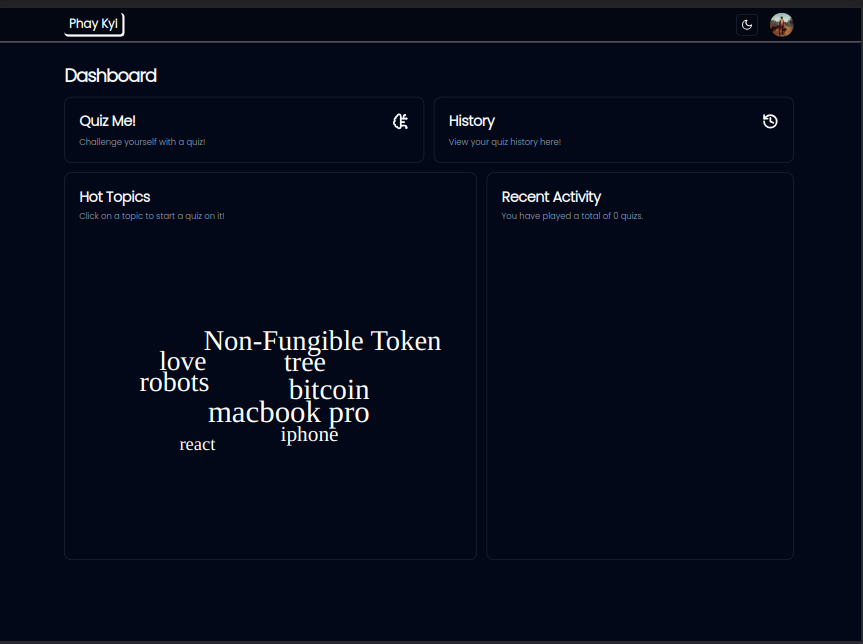 Phay Kyi
Dashboard
Quiz Me!
Challenge yourself with a quiz!
History
View your quiz history here!
Hot Topics
Click on a topic to start a quiz on it!
Non-Fungible Token
love
tree
robots
bitcoin
macbook pro
iphone
react
Recent Activity
You have played a total of 0 quizs.